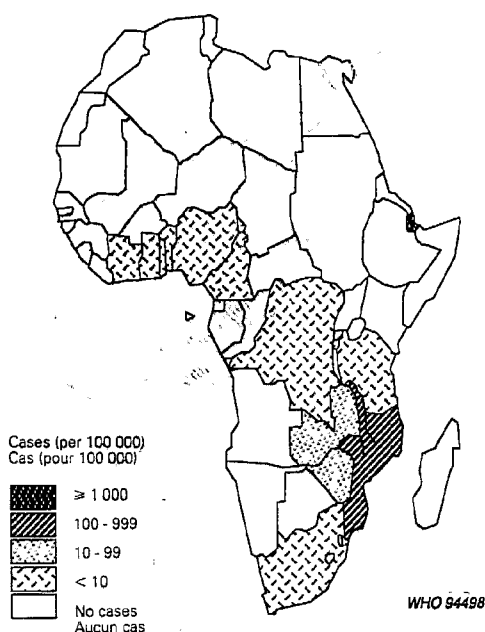 Cases (per 100 000)
Cas (pour 100 000)
≥ 1 000
100 - 999
10 - 99
< 10
No cases
Aucun cas
WHO 94498